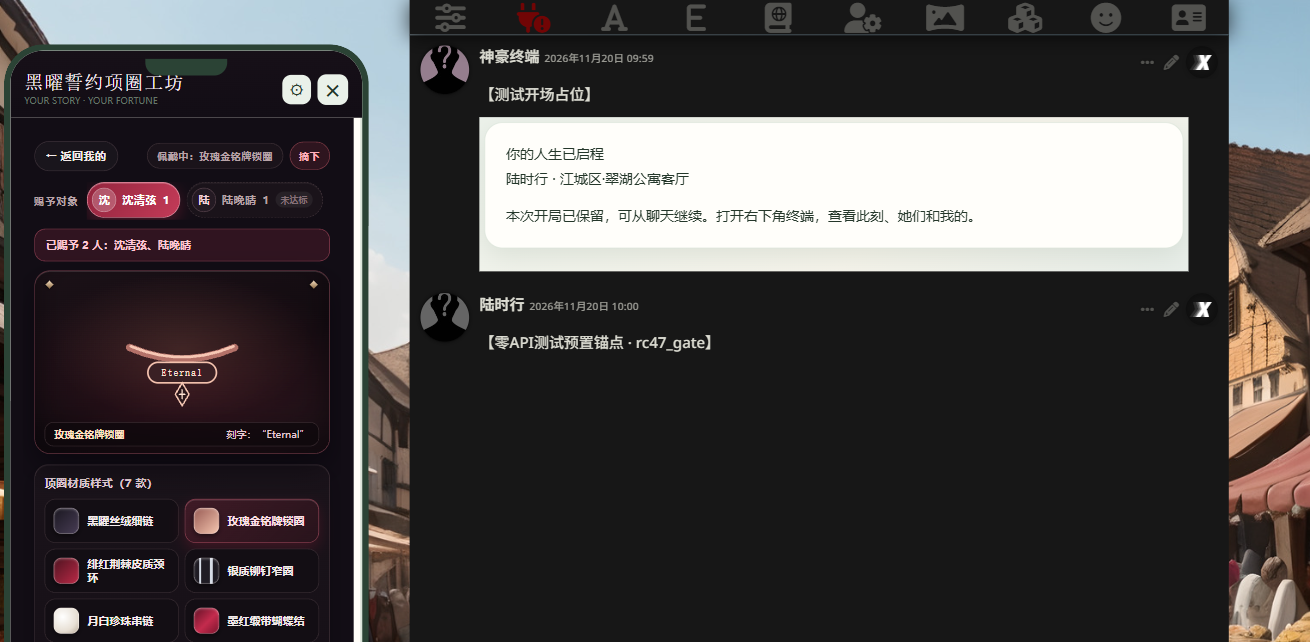 黑曜誓约项圈工坊
YOUR STORY · YOUR FORTUNE
← 返回我的
佩戴中：玫瑰金铭牌锁圈
摘下
赐予对象
沈 沈清弦 1
陆 陆晚晴 1 未达标
已赐予 2 人：沈清弦、陆晚晴
Eternal
玫瑰金铭牌锁圈
刻字： “Eternal”
项圈材质样式（7 款）
黑曜丝绒细链
玫瑰金铭牌锁圈
绯红荆棘皮质颈环
银质铆钉窄圈
月白珍珠串链
墨红缎带蝴蝶结
A
E
神豪终端 2026年11月20日 09:59
【测试开场占位】
你的人生已启程
陆时行 · 江城区·翠湖公寓客厅
本次开局已保留，可从聊天继续。打开右下角终端，查看此刻、她们和我的。
陆时行 2026年11月20日 10:00
【零API测试预置锚点 · rc47_gate】